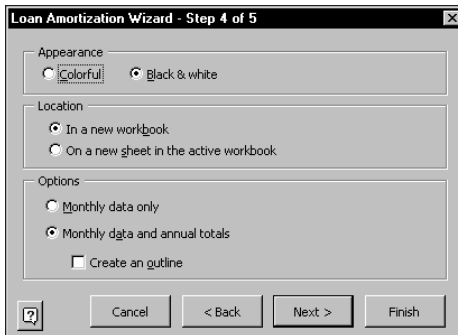 Loan Amortization Wizard - Step 4 of 5
Appearance
Colorful
Black & white
Location
In a new workbook
On a new sheet in the active workbook
Options
Monthly data only
Monthly data and annual totals
Create an outline
?
Cancel
< Back
Next >
Finish